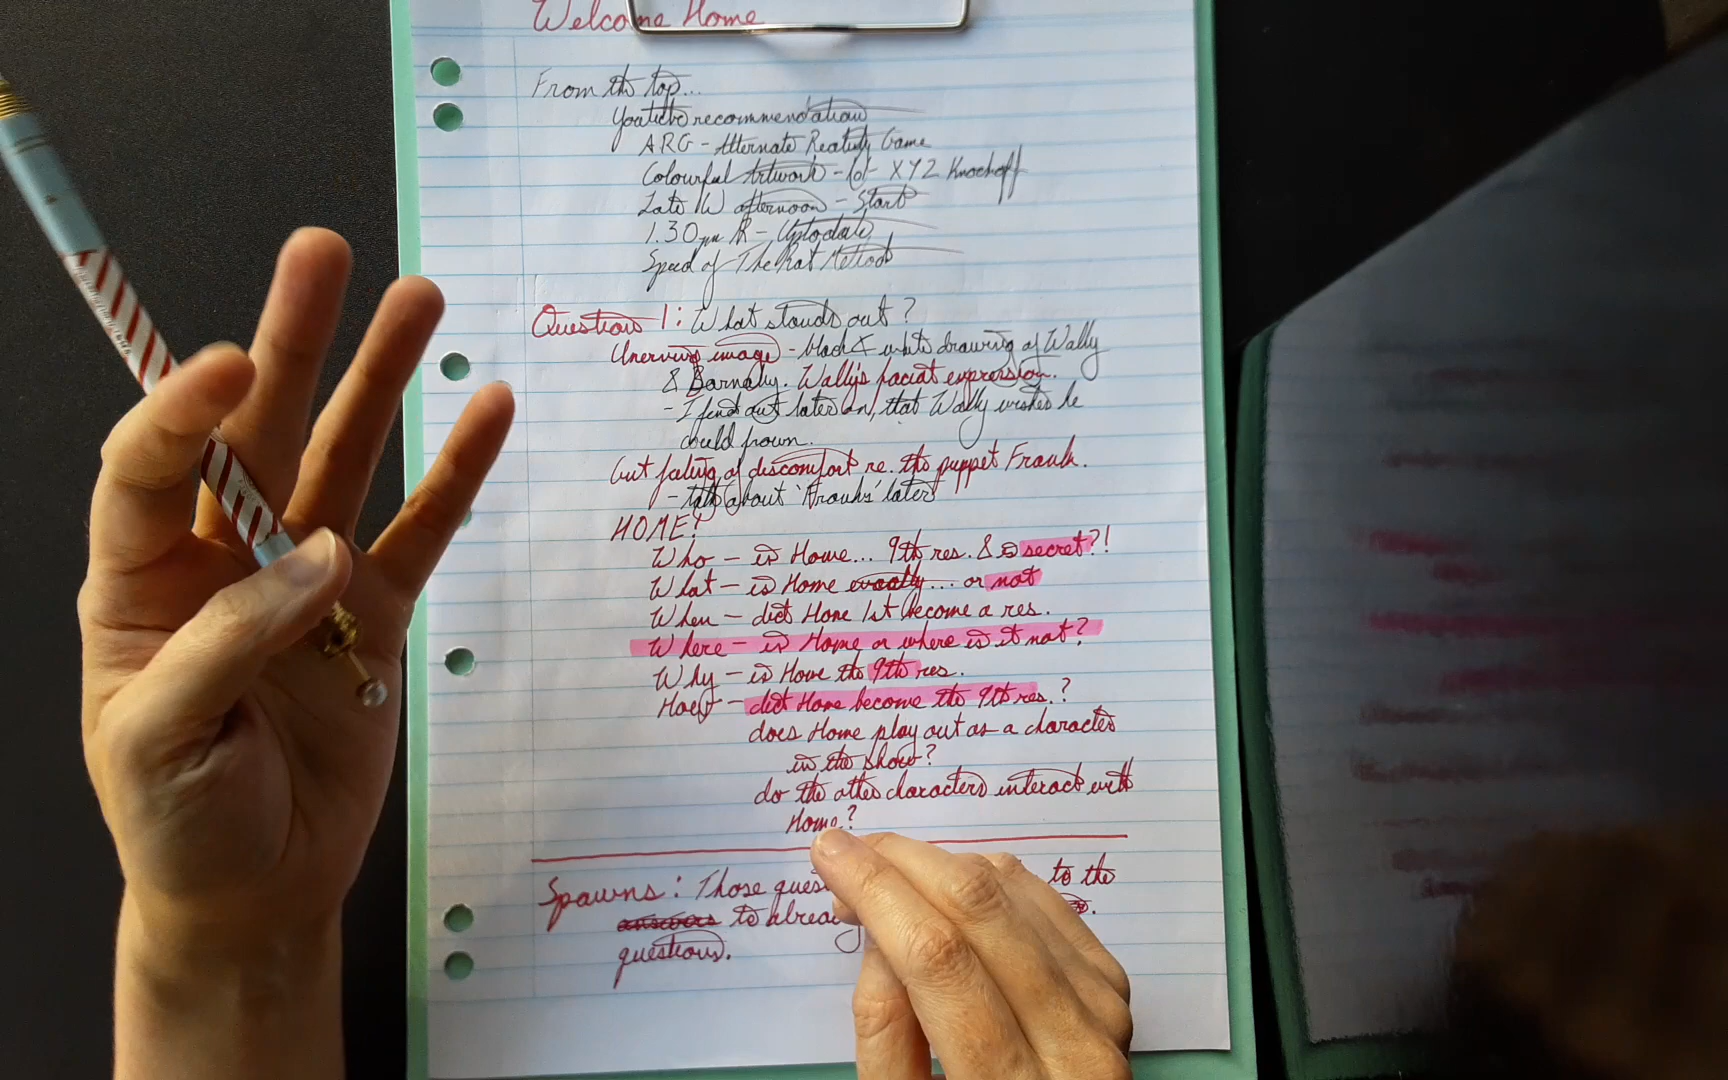 Welcome Home
From the top...
Youtube recommendation
ARG - Alternate Reality Game
Colourful Artwork - XYZ Knockoff
Late W afternoon - Start
1.30pm R - Uptodate
Speed of The Rat Method
Question 1: What stands out?
Unerving image - black & white drawing of Wally
& Barnaby. Wally's facial expression.
- I find out later on, that Wally wishes he
could frown.
Gut feeling of discomfort re. the puppet Frank.
- talk about 'Franks' later
HOME!
Who - is Home... 9th res. & secret?!
What - is Home exactly... or not
When - did Home 1st become a res.
Where - is Home or where is it not?
Why - is Home the 9th res.
How - did Home become the 9th res.?
does Home play out as a character
in the show?
do the other characters interact with
Home?
Spawns: Those to the
answers to
questions.